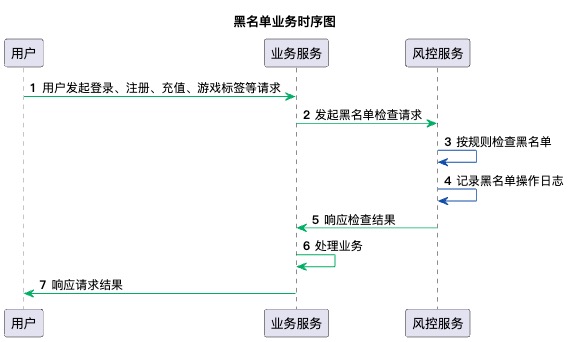 黑名单业务时序图
用户
业务服务
风控服务
1 用户发起登录、注册、充值、游戏标签等请求
2 发起黑名单检查请求
3 按规则检查黑名单
4 记录黑名单操作日志
5 响应检查结果
6 处理业务
7 响应请求结果
用户
业务服务
风控服务